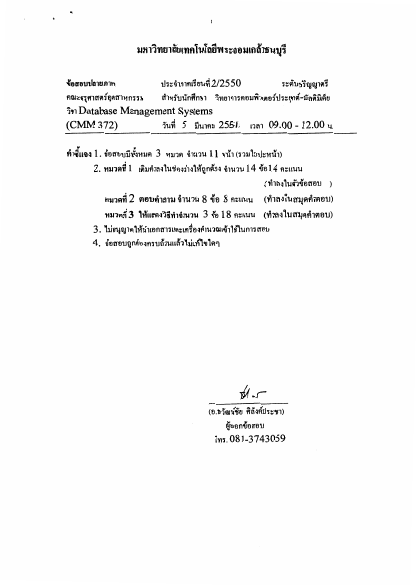 1
มหาวิทยาลัยเทคโนโลยีพระจอมเกล้าธนบุรี
ข้อสอบปลายภาค ประจำภาคเรียนที่ 2/2550 ระดับปริญญาตรี
คณะครุศาสตร์อุตสาหกรรม สำหรับนักศึกษา วิทยาการคอมพิวเตอร์ประยุกต์-มัลติมีเดีย
วิชา Database Management Systems
(CMM 372) วันที่ 5 มีนาคม 2551 เวลา 09.00 - 12.00 น.
คำชี้แจง 1. ข้อสอบมีทั้งหมด 3 หมวด จำนวน 11 หน้า (รวมใบปะหน้า)
2. หมวดที่ 1 เติมคำลงในช่องว่างให้ถูกต้อง จำนวน 14 ข้อ 14 คะแนน
(ทำลงในตัวข้อสอบ )
หมวดที่ 2 ตอบคำถาม จำนวน 8 ข้อ 8 คะแนน (ทำลงในสมุดคำตอบ)
หมวดที่ 3 ให้แสดงวิธีทำจำนวน 3 ข้อ 18 คะแนน (ทำลงในสมุดคำตอบ)
3. ไม่อนุญาตให้นำเอกสารและเครื่องคำนวณเข้าใช้ในการสอบ
4. ข้อสอบถูกต้องครบถ้วนแล้วไม่แก้ไขใดๆ
ผู้ออกข้อสอบ
โทร. 081-3743059